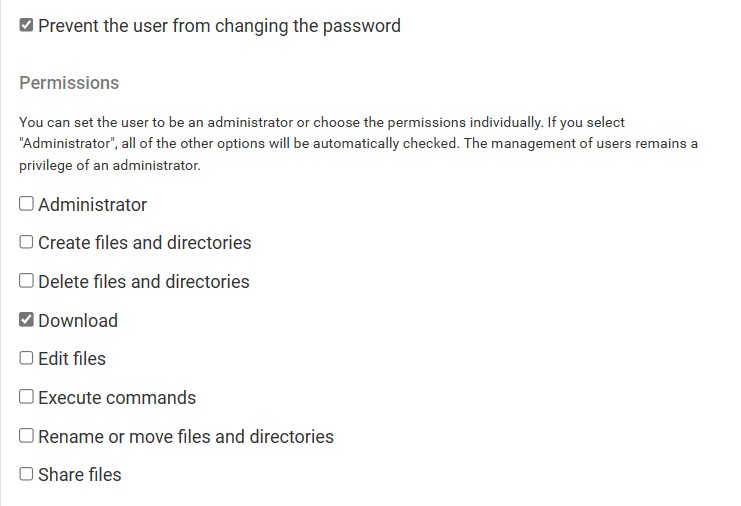 Prevent the user from changing the password
Permissions
You can set the user to be an administrator or choose the permissions individually. If you select
"Administrator", all of the other options will be automatically checked. The management of users remains a
privilege of an administrator.
Administrator
Create files and directories
Delete files and directories
Download
Edit files
Execute commands
Rename or move files and directories
Share files